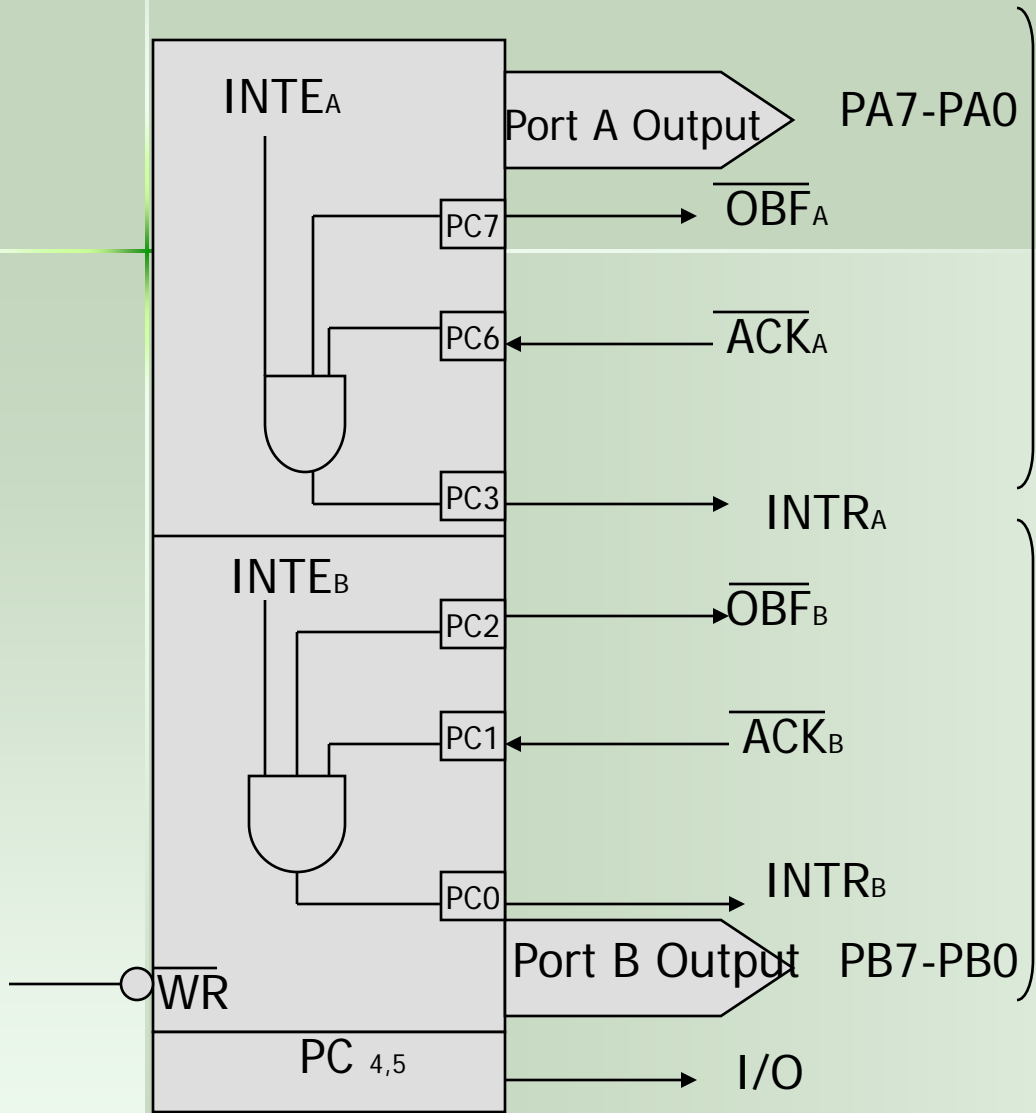 INTEA
Port A Output PA7-PA0
PC7 OBFA
PC6 ACKA
PC3 INTRA
INTEB
PC2 OBFB
PC1 ACKB
PC0 INTRB
Port B Output PB7-PB0
WR
PC 4,5 I/O